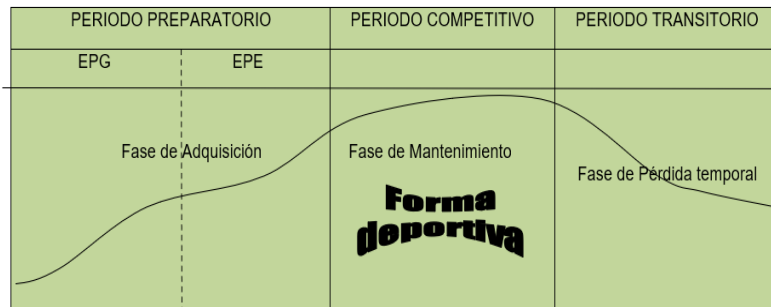 PERIODO PREPARATORIO
PERIODO COMPETITIVO
PERIODO TRANSITORIO
EPG
EPE
Fase de Adquisición
Fase de Mantenimiento
Fase de Pérdida temporal
Forma
deportiva